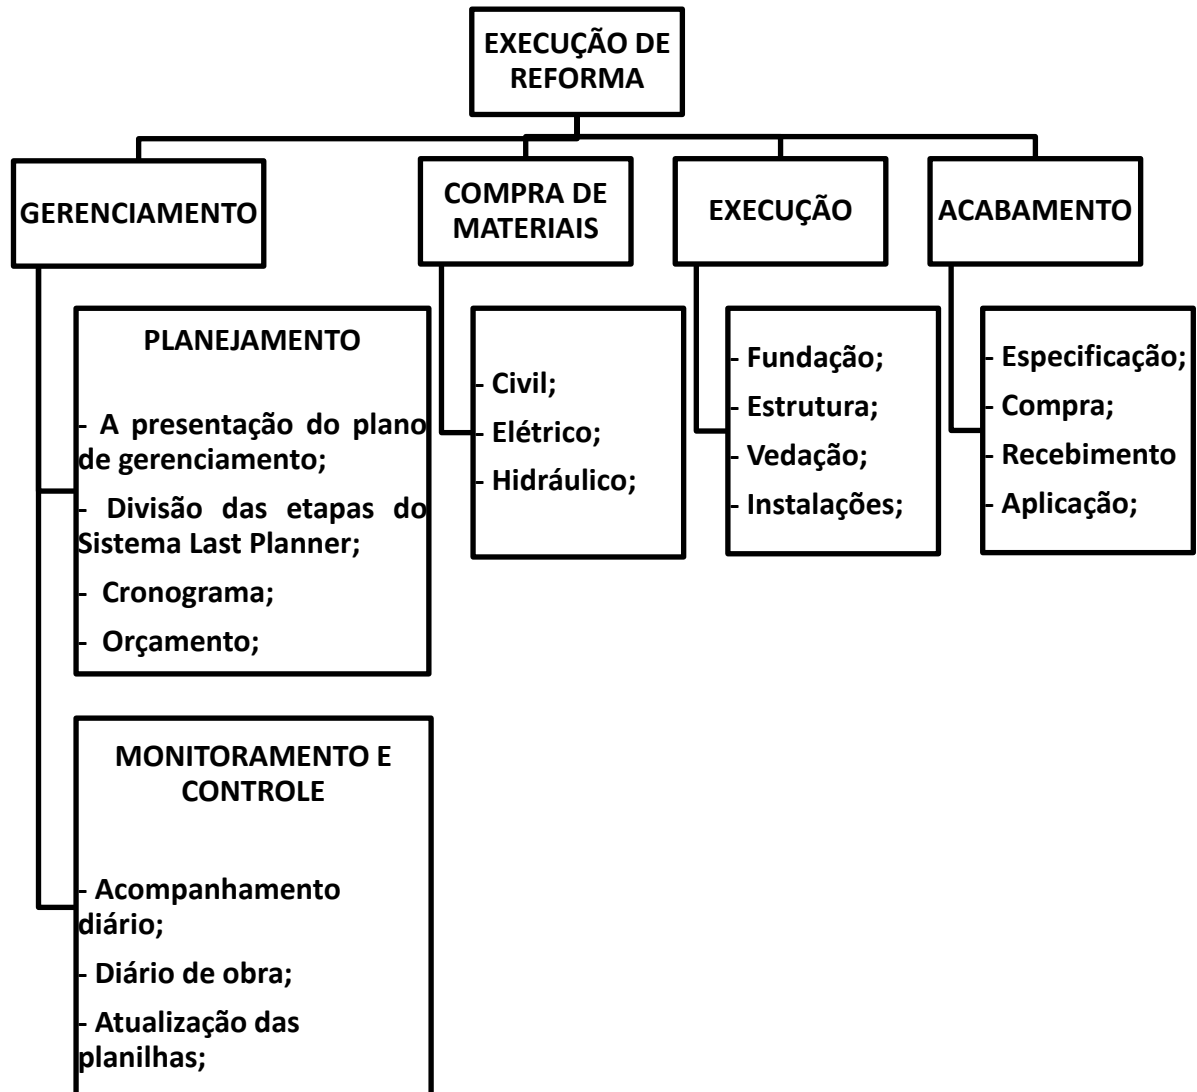 EXECUÇÃO DE
REFORMA
GERENCIAMENTO
COMPRA DE
MATERIAIS
EXECUÇÃO
ACABAMENTO
PLANEJAMENTO
- A presentação do plano
de gerenciamento;
- Divisão das etapas do
Sistema Last Planner;
- Cronograma;
- Orçamento;
- Civil;
- Elétrico;
- Hidráulico;
- Fundação;
- Estrutura;
- Vedação;
- Instalações;
- Especificação;
- Compra;
- Recebimento
- Aplicação;
MONITORAMENTO E
CONTROLE
- Acompanhamento
diário;
- Diário de obra;
- Atualização das
planilhas;